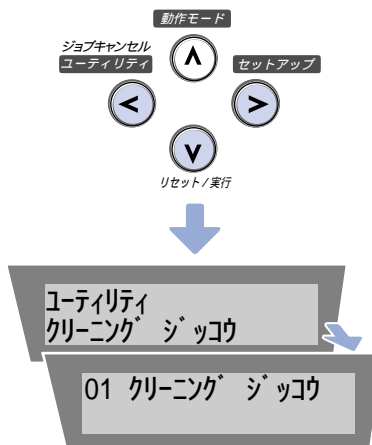 動作モード
ジョブキャンセル
ユーティリティ
セットアップ
リセット/実行
ユーティリティ
クリーニング゛ シ゛ッコウ
01 クリーニング゛ シ゛ッコウ